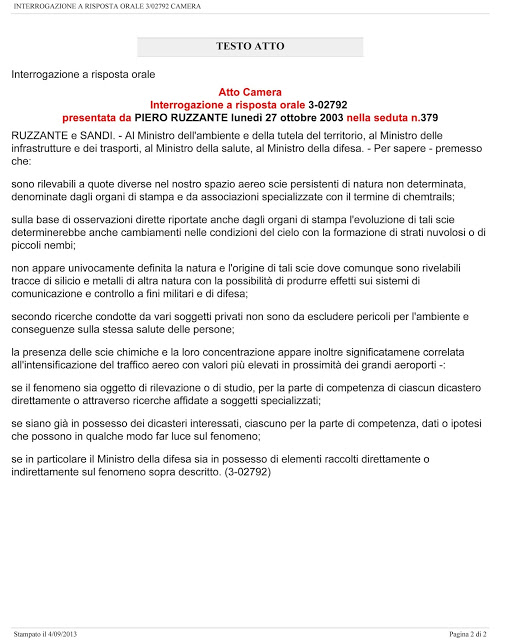 INTERROGAZIONE A RISPOSTA ORALE 3/02792 CAMERA
TESTO ATTO
Interrogazione a risposta orale
Atto Camera
Interrogazione a risposta orale 3-02792
presentata da PIERO RUZZANTE lunedì 27 ottobre 2003 nella seduta n.379
RUZZANTE e SANDI. - Al Ministro dell'ambiente e della tutela del territorio, al Ministro delle
infrastrutture e dei trasporti, al Ministro della salute, al Ministro della difesa. - Per sapere - premesso
che:
sono rilevabili a quote diverse nel nostro spazio aereo scie persistenti di natura non determinata,
denominate dagli organi di stampa e da associazioni specializzate con il termine di chemtrails;
sulla base di osservazioni dirette riportate anche dagli organi di stampa l'evoluzione di tali scie
determinerebbe anche cambiamenti nelle condizioni del cielo con la formazione di strati nuvolosi o di
piccoli nembi;
non appare univocamente definita la natura e l'origine di tali scie dove comunque sono rivelabili
tracce di silicio e metalli di altra natura con la possibilità di produrre effetti sui sistemi di
comunicazione e controllo a fini militari e di difesa;
secondo ricerche condotte da vari soggetti privati non sono da escludere pericoli per l'ambiente e
conseguenze sulla stessa salute delle persone;
la presenza delle scie chimiche e la loro concentrazione appare inoltre significatamene correlata
all'intensificazione del traffico aereo con valori più elevati in prossimità dei grandi aeroporti -:
se il fenomeno sia oggetto di rilevazione o di studio, per la parte di competenza di ciascun dicastero
direttamente o attraverso ricerche affidate a soggetti specializzati;
se siano già in possesso dei dicasteri interessati, ciascuno per la parte di competenza, dati o ipotesi
che possono in qualche modo far luce sul fenomeno;
se in particolare il Ministro della difesa sia in possesso di elementi raccolti direttamente o
indirettamente sul fenomeno sopra descritto. (3-02792)
Stampato il 4/09/2013
Pagina 2 di 2